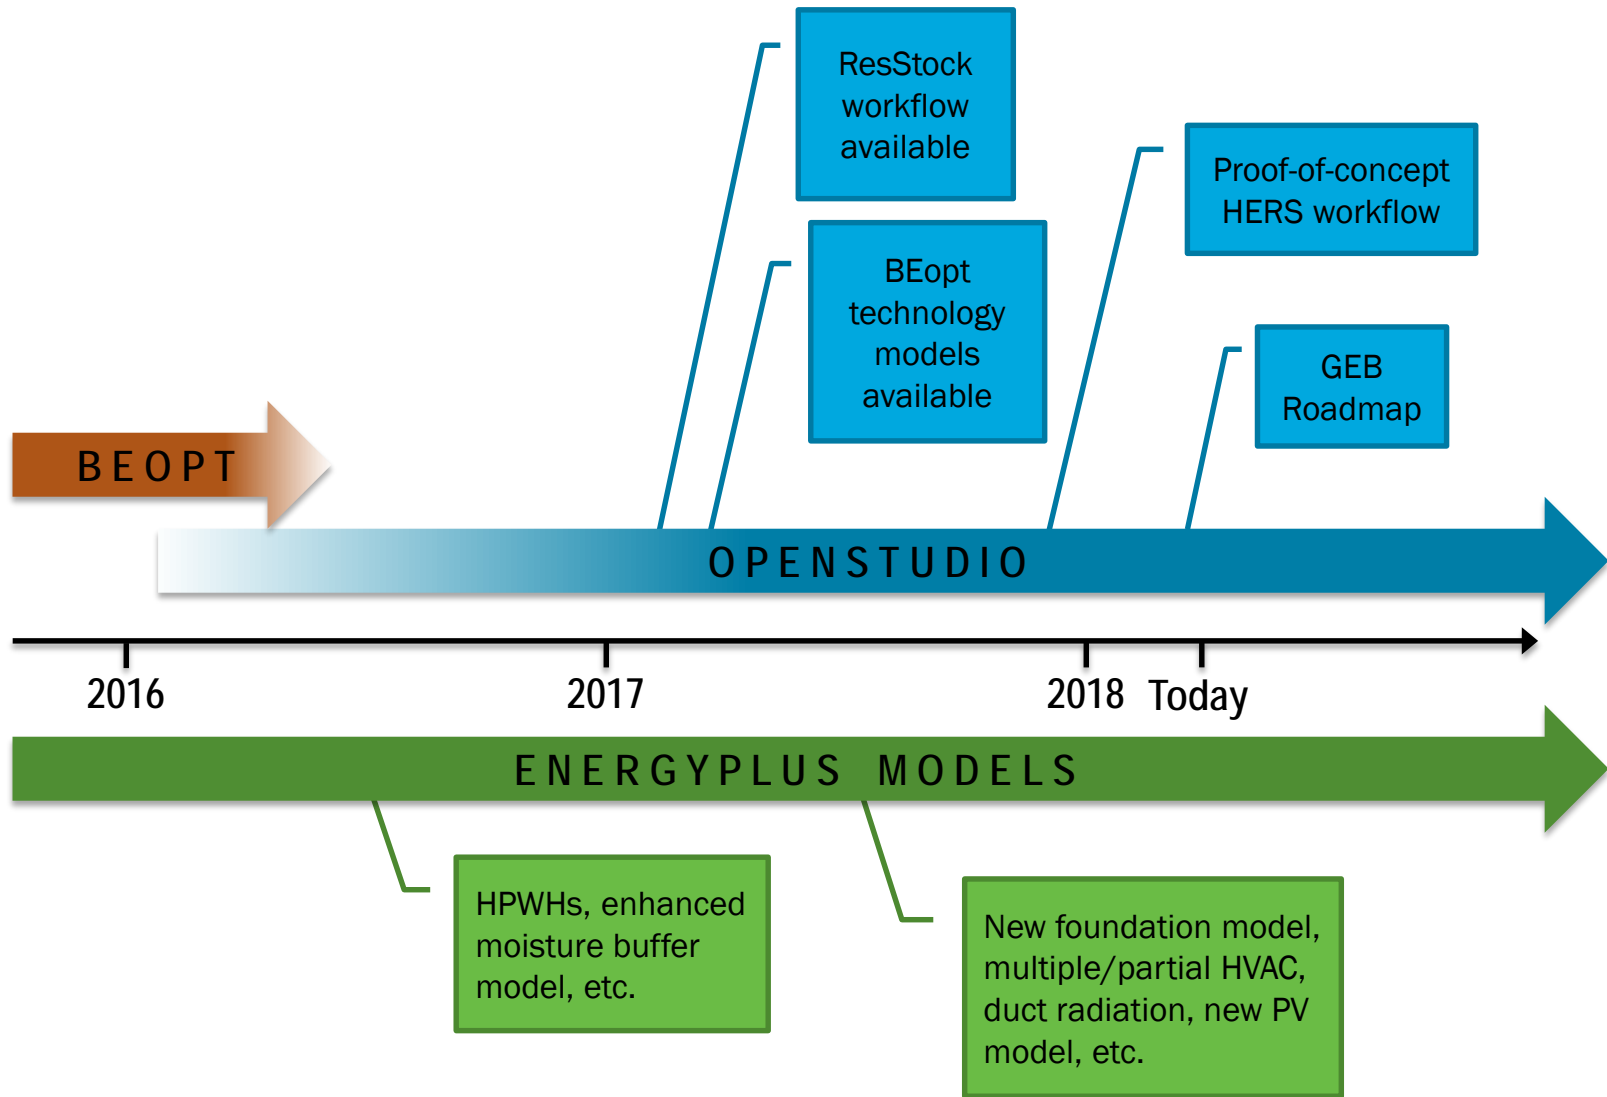 ResStock
workflow
available
Proof-of-concept
HERS workflow
BEopt
technology
models
available
GEB
Roadmap
BEOPT
OPENSTUDIO
2016
2017
2018
Today
ENERGYPLUS MODELS
HPWHs, enhanced
moisture buffer
model, etc.
New foundation model,
multiple/partial HVAC,
duct radiation, new PV
model, etc.